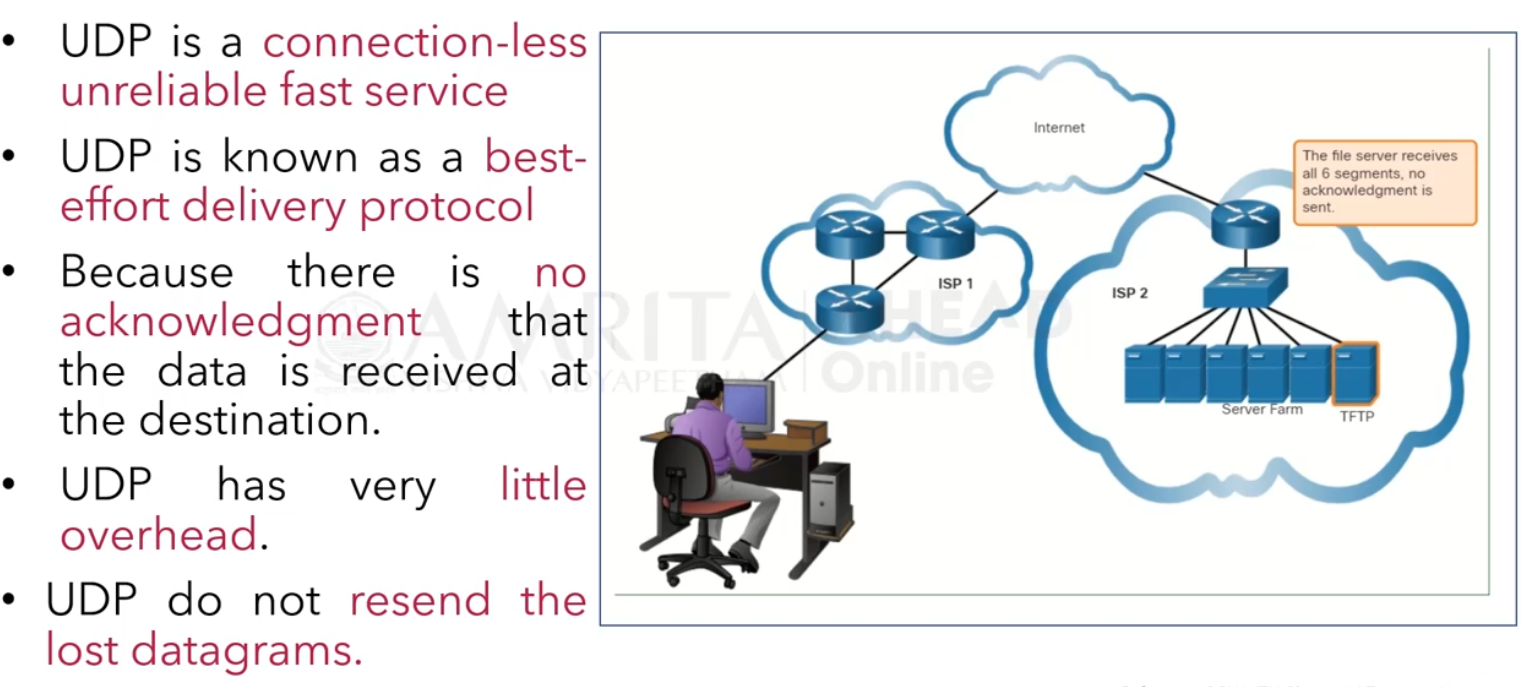 • UDP is a connection-less
unreliable fast service
• UDP is known as a best-
effort delivery protocol
• Because there is no
acknowledgment that
the data is received at
the destination.
• UDP has very little
overhead.
• UDP do not resend the
lost datagrams.
Internet
The file server receives
all 6 segments, no
acknowledgment is
sent.
ISP 1
ISP 2
Server Farm
TFTP
AMRITA AHEAD
VISHWA VIDYAPEETHAM Online